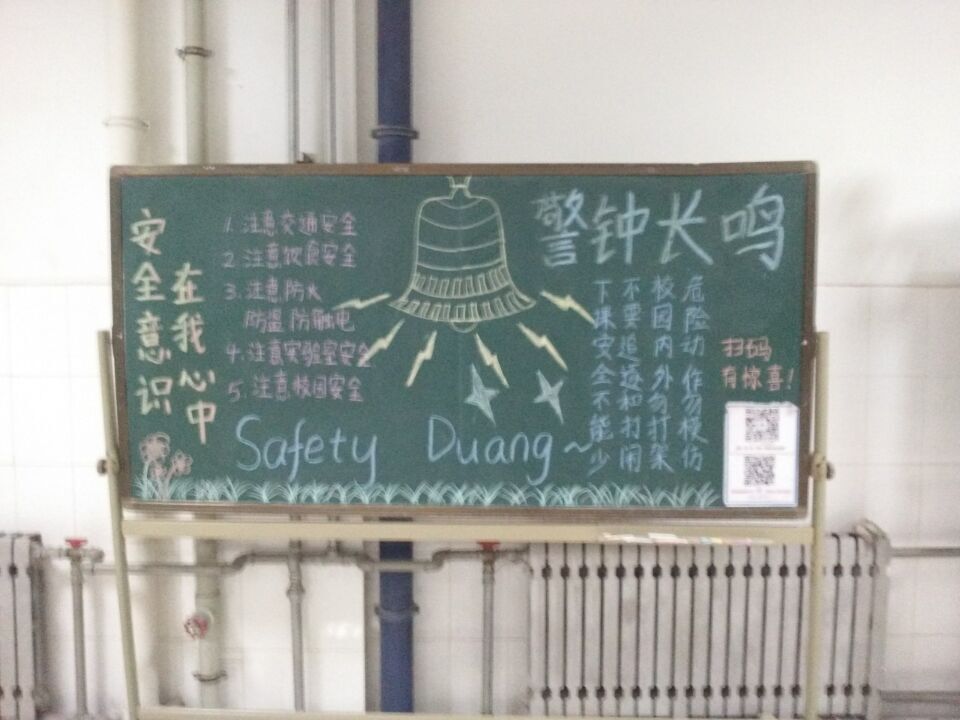 安全意识
在我心中
1. 注意交通安全
2. 注意饮食安全
3. 注意防火
防温 防触电
4. 注意实验室安全
5. 注意校园安全
Safety Duang~
警钟长鸣
危险动作勿模仿
校园内外勿打架
不要追逐和打闹
下课安全不能少
扫码
有惊喜!